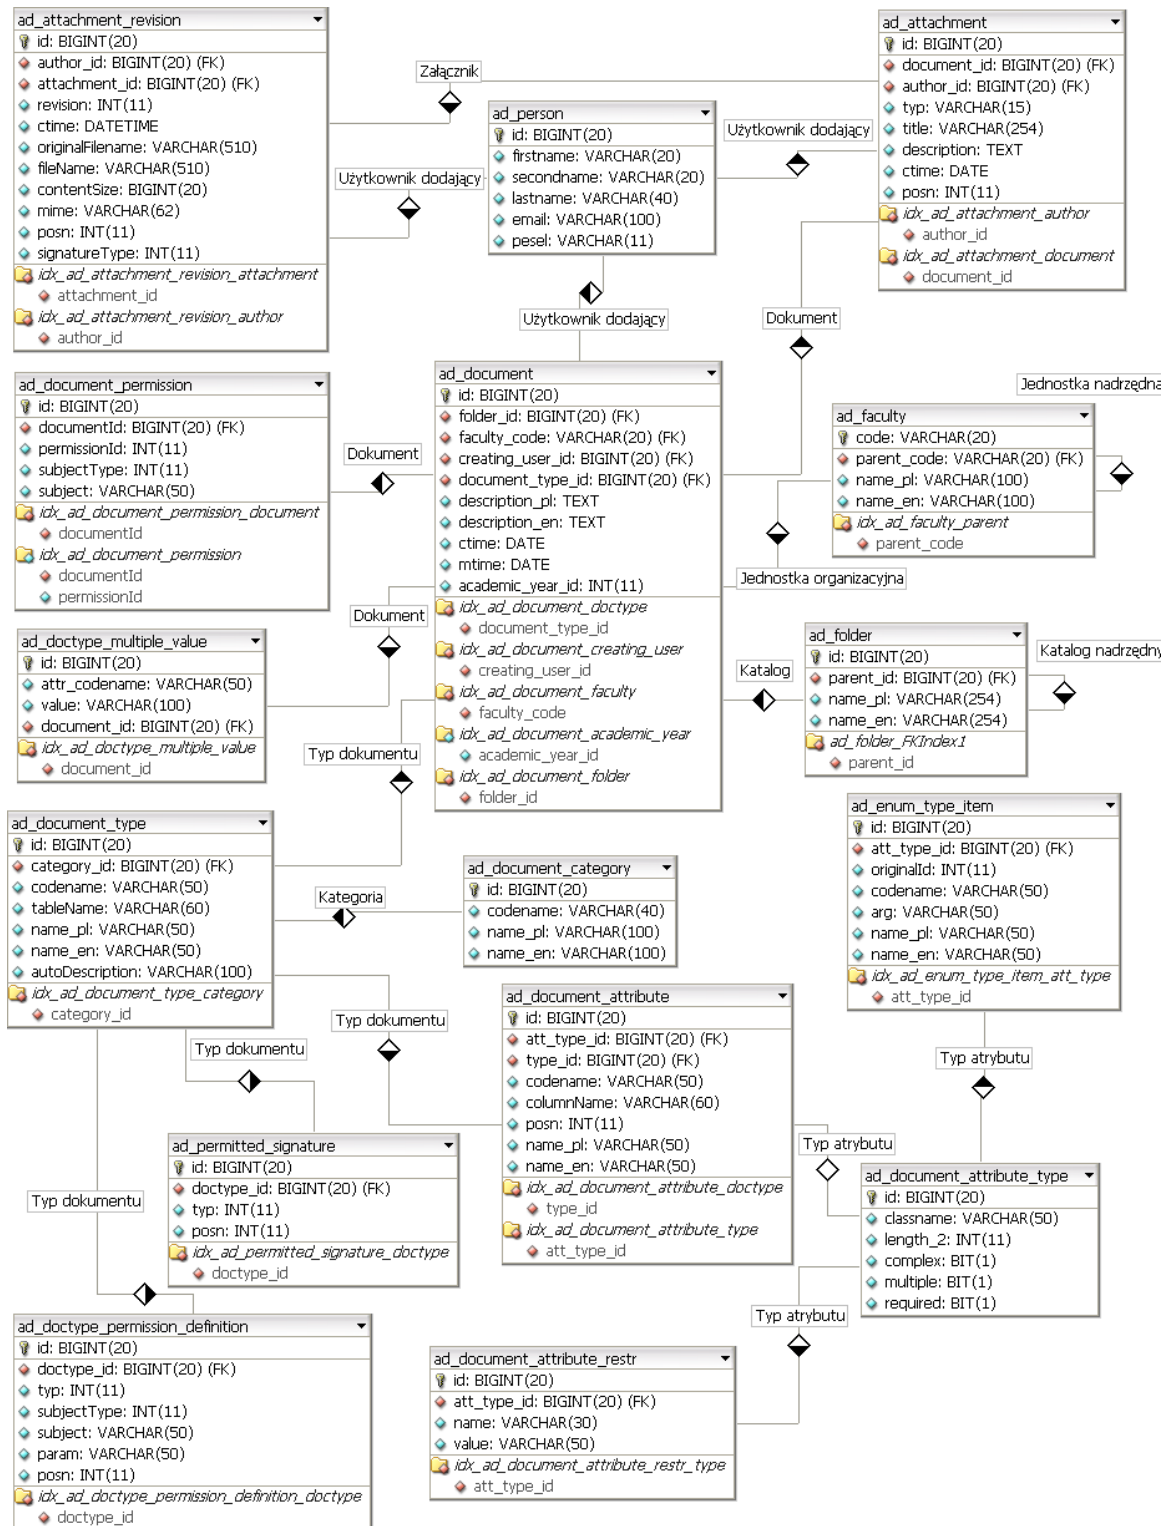 ad_attachment_revision
id: BIGINT(20)
author_id: BIGINT(20) (FK)
attachment_id: BIGINT(20) (FK)
revision: INT(11)
ctime: DATETIME
originalFilename: VARCHAR(510)
fileName: VARCHAR(510)
contentSize: BIGINT(20)
mime: VARCHAR(62)
posn: INT(11)
signatureType: INT(11)
idx_ad_attachment_revision_attachment
attachment_id
idx_ad_attachment_revision_author
author_id
Załącznik
Użytkownik dodający
ad_person
id: BIGINT(20)
firstname: VARCHAR(20)
secondname: VARCHAR(20)
lastname: VARCHAR(40)
email: VARCHAR(100)
pesel: VARCHAR(11)
Użytkownik dodający
Użytkownik dodający
ad_attachment
id: BIGINT(20)
document_id: BIGINT(20) (FK)
author_id: BIGINT(20) (FK)
typ: VARCHAR(15)
title: VARCHAR(254)
description: TEXT
ctime: DATE
posn: INT(11)
idx_ad_attachment_author
author_id
idx_ad_attachment_document
document_id
Dokument
ad_document_permission
id: BIGINT(20)
documentId: BIGINT(20) (FK)
permissionId: INT(11)
subjectType: INT(11)
subject: VARCHAR(50)
idx_ad_document_permission_document
documentId
idx_ad_document_permission
documentId
permissionId
Dokument
ad_document
id: BIGINT(20)
folder_id: BIGINT(20) (FK)
faculty_code: VARCHAR(20) (FK)
creating_user_id: BIGINT(20) (FK)
document_type_id: BIGINT(20) (FK)
description_pl: TEXT
description_en: TEXT
ctime: DATE
mtime: DATE
academic_year_id: INT(11)
idx_ad_document_doctype
document_type_id
idx_ad_document_creating_user
creating_user_id
idx_ad_document_faculty
faculty_code
idx_ad_document_academic_year
academic_year_id
idx_ad_document_folder
folder_id
Jednostka nadrzędna
ad_faculty
code: VARCHAR(20)
parent_code: VARCHAR(20) (FK)
name_pl: VARCHAR(100)
name_en: VARCHAR(100)
idx_ad_faculty_parent
parent_code
Jednostka organizacyjna
Dokument
ad_doctype_multiple_value
id: BIGINT(20)
attr_codename: VARCHAR(50)
value: VARCHAR(100)
document_id: BIGINT(20) (FK)
idx_ad_doctype_multiple_value
document_id
Typ dokumentu
Katalog
ad_folder
id: BIGINT(20)
parent_id: BIGINT(20) (FK)
name_pl: VARCHAR(254)
name_en: VARCHAR(254)
ad_folder_FKIndex1
parent_id
Katalog nadrzędny
ad_document_type
id: BIGINT(20)
category_id: BIGINT(20) (FK)
codename: VARCHAR(50)
tableName: VARCHAR(60)
name_pl: VARCHAR(50)
name_en: VARCHAR(50)
autoDescription: VARCHAR(100)
idx_ad_document_type_category
category_id
Kategoria
ad_document_category
id: BIGINT(20)
codename: VARCHAR(40)
name_pl: VARCHAR(100)
name_en: VARCHAR(100)
ad_enum_type_item
id: BIGINT(20)
att_type_id: BIGINT(20) (FK)
originalId: INT(11)
codename: VARCHAR(50)
arg: VARCHAR(50)
name_pl: VARCHAR(50)
name_en: VARCHAR(50)
idx_ad_enum_type_item_att_type
att_type_id
Typ dokumentu
Typ dokumentu
ad_document_attribute
id: BIGINT(20)
att_type_id: BIGINT(20) (FK)
type_id: BIGINT(20) (FK)
codename: VARCHAR(50)
columnName: VARCHAR(60)
posn: INT(11)
name_pl: VARCHAR(50)
name_en: VARCHAR(50)
idx_ad_document_attribute_doctype
type_id
idx_ad_document_attribute_type
att_type_id
Typ atrybutu
Typ atrybutu
ad_permitted_signature
id: BIGINT(20)
doctype_id: BIGINT(20) (FK)
typ: INT(11)
posn: INT(11)
idx_ad_permitted_signature_doctype
doctype_id
Typ dokumentu
ad_document_attribute_type
id: BIGINT(20)
classname: VARCHAR(50)
length_2: INT(11)
complex: BIT(1)
multiple: BIT(1)
required: BIT(1)
Typ atrybutu
ad_doctype_permission_definition
id: BIGINT(20)
doctype_id: BIGINT(20) (FK)
typ: INT(11)
subjectType: INT(11)
subject: VARCHAR(50)
param: VARCHAR(50)
posn: INT(11)
idx_ad_doctype_permission_definition_doctype
doctype_id
ad_document_attribute_restr
id: BIGINT(20)
att_type_id: BIGINT(20) (FK)
name: VARCHAR(30)
value: VARCHAR(50)
idx_ad_document_attribute_restr_type
att_type_id